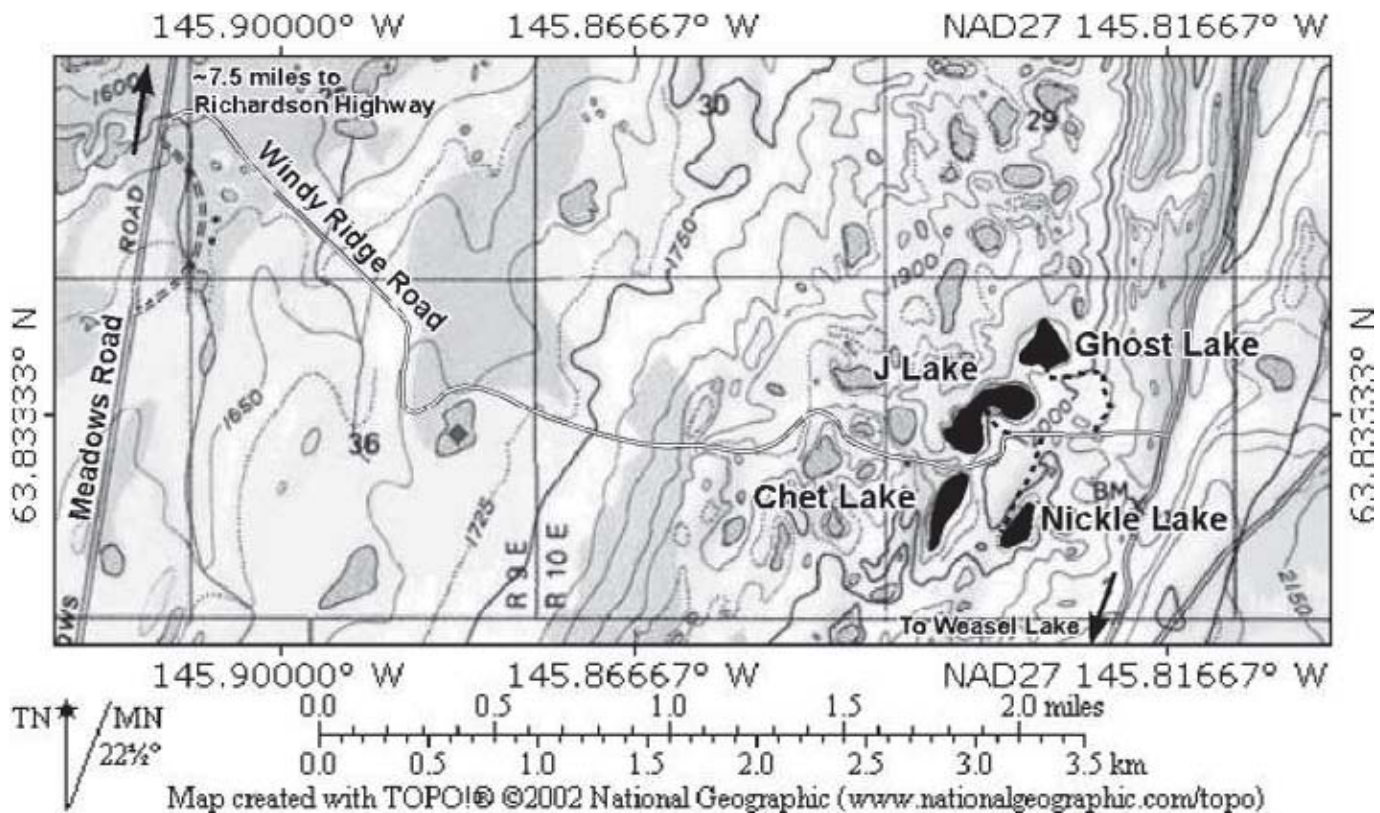 145.90000° W 145.86667° W NAD27 145.81667° W
~7.5 miles to
Richardson Highway
1600
30
29
ROAD
Windy Ridge Road
1750
1900
63.83333° N
63.83333° N
Meadows Road
Ghost Lake
J Lake
1650
36
Chet Lake
BM
Nickle Lake
1725
R 9 E
R 10 E
2150
OWS
To Weasel Lake
145.90000° W 145.86667° W NAD27 145.81667° W
TN MN
22½°
0.0 0.5 1.0 1.5 2.0 miles
0.0 0.5 1.0 1.5 2.0 2.5 3.0 3.5 km
Map created with TOPO!® ©2002 National Geographic (www.nationalgeographic.com/topo)